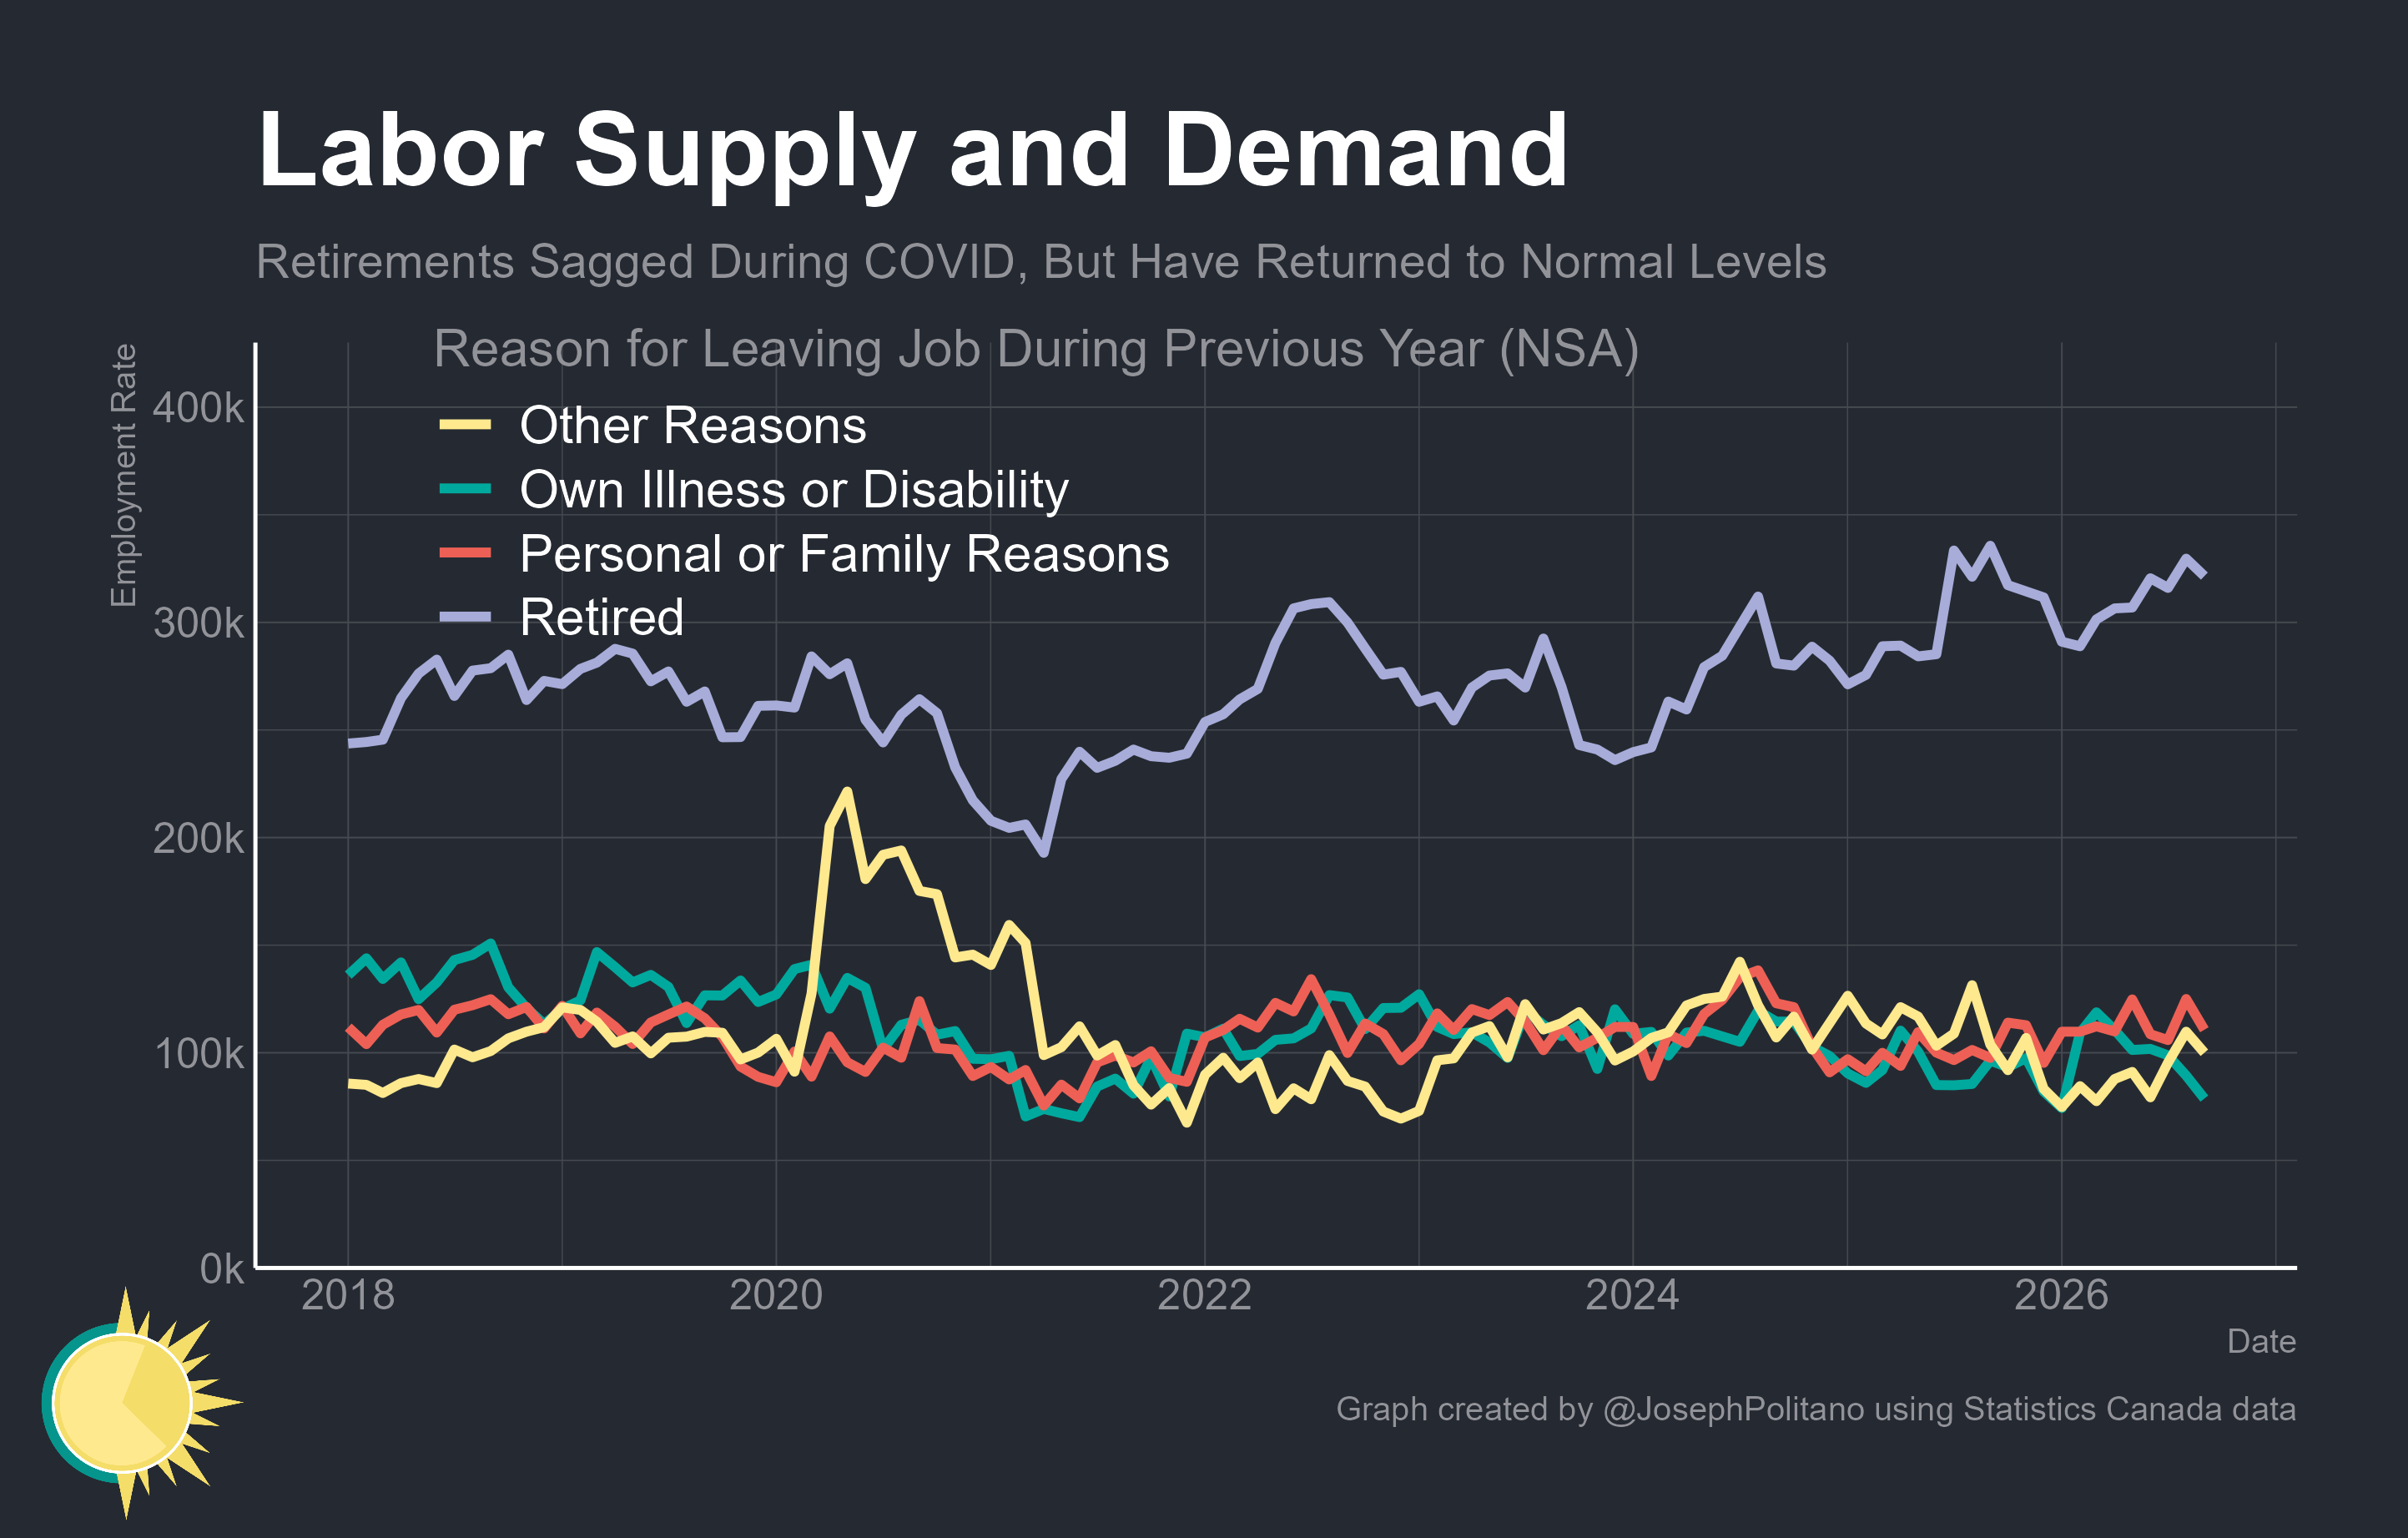 Labor Supply and Demand
Retirements Sagged During COVID, But Have Returned to Normal Levels
Reason for Leaving Job During Previous Year (NSA)
Other Reasons
Own Illness or Disability
Personal or Family Reasons
Retired
Employment Rate
400k
300k
200k
100k
0k
2018 2020 2022 2024 2026
Date
Graph created by @JosephPolitano using Statistics Canada data